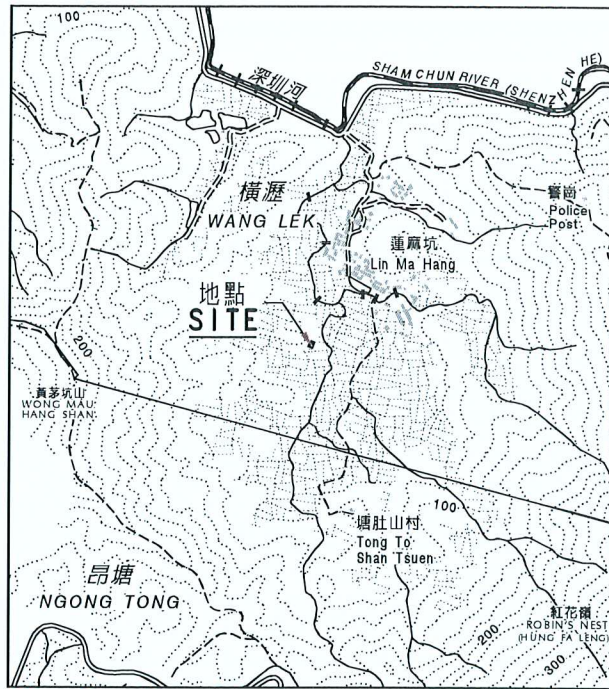 100
深圳河
SHAM CHUN RIVER (SHENZHEN HE)
橫瀝
WANG LEK
警崗
Police
Post
蓮麻坑
Lin Ma Hang
地點
SITE
200
黃茅坑山
WONG MAU
HANG SHAN
100
塘肚山村
Tong To
Shan Tsuen
昂塘
NGONG TONG
紅花嶺
ROBIN'S NEST
(HUNG FA LENG)
200
300